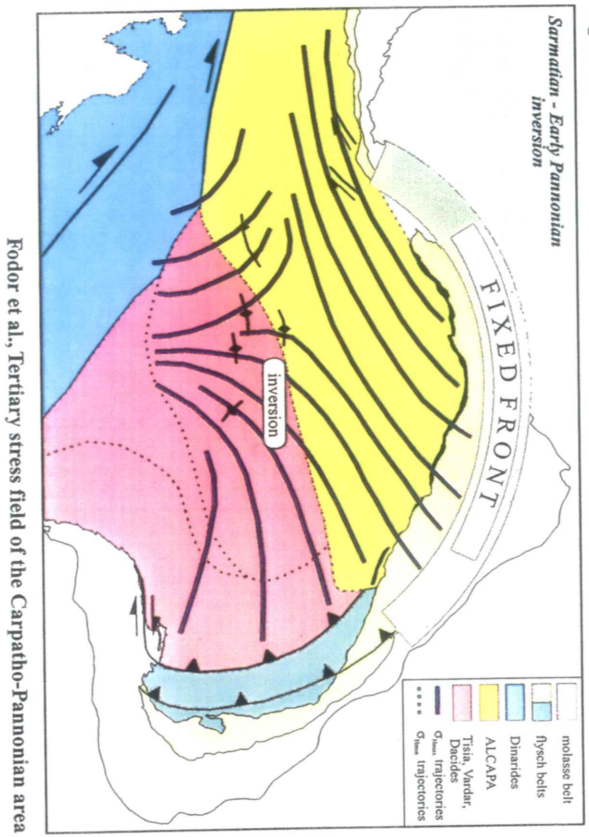 Sarmatian - Early Pannonian
inversion
FIXED FRONT
inversion
molasse belt
flysch belts
Dinarides
ALCAPA
Tisia, Vardar,
Dacides
σHmax trajectories
σHmin trajectories
Fodor et al., Tertiary stress field of the Carpatho-Pannonian area